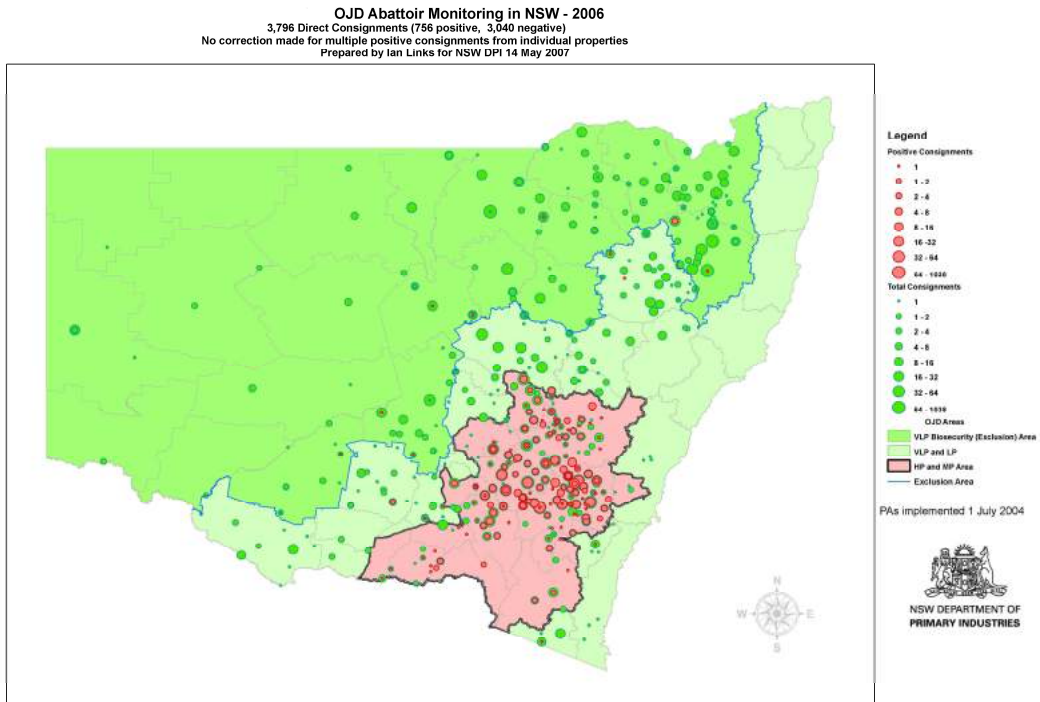 OJD Abattoir Monitoring in NSW - 2006
3,796 Direct Consignments (756 positive, 3,040 negative)
No correction made for multiple positive consignments from individual properties
Prepared by Ian Links for NSW DPI 14 May 2007
Legend
Positive Consignments
1
1 - 2
2 - 4
4 - 8
8 - 16
16 -32
32 - 64
64 -
Total Consignments
1
1 - 2
2 - 4
4 - 8
8 - 16
16 - 32
32 - 64
64 -
OJD Areas
VLP Biosecurity (Exclusion) Area
VLP and LP
HP and MP Area
Exclusion Area
PAs implemented 1 July 2004
NSW DEPARTMENT OF
PRIMARY INDUSTRIES
N
W
E
S